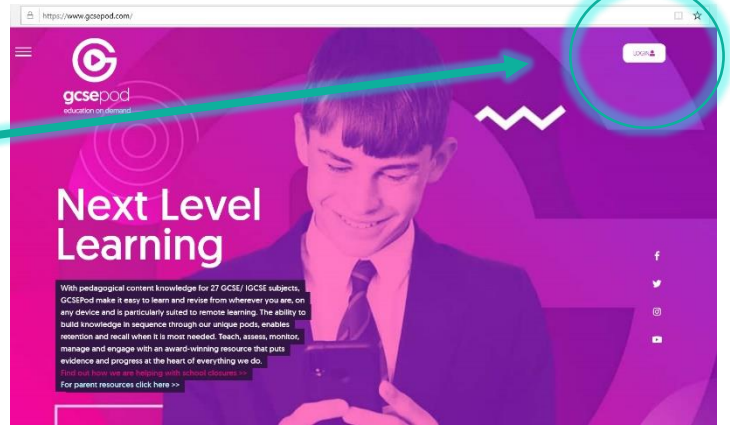 https://www.gcsepod.com/
LOGIN
gcsepod
education on demand
Next Level
Learning
With pedagogical content knowledge for 27 GCSE/ IGCSE subjects,
GCSEPod make it easy to learn and revise from wherever you are, on
any device and is particularly suited to remote learning. The ability to
build knowledge in sequence through our unique pods, enables
retention and recall when it is most needed. Teach, assess, monitor,
manage and engage with an award-winning resource that puts
evidence and progress at the heart of everything we do.
Find out how we are helping with school closures >>
For parent resources click here >>